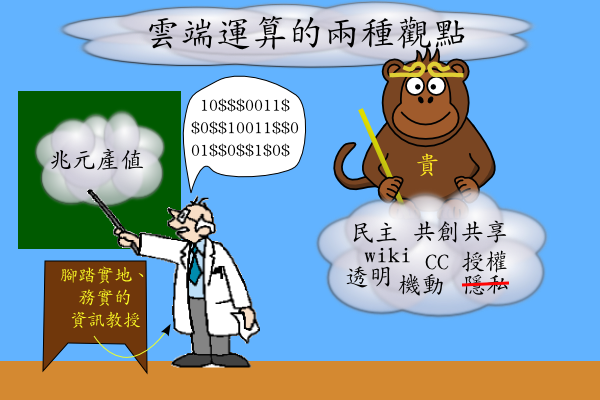 雲端運算的兩種觀點
兆元產值
10$$$0011$
$0$$10011$$0
01$$0$$1$0$
腳踏實地、
務實的
資訊教授
貴
民主 共創共享
wiki CC 授權
透明 機動 隱私